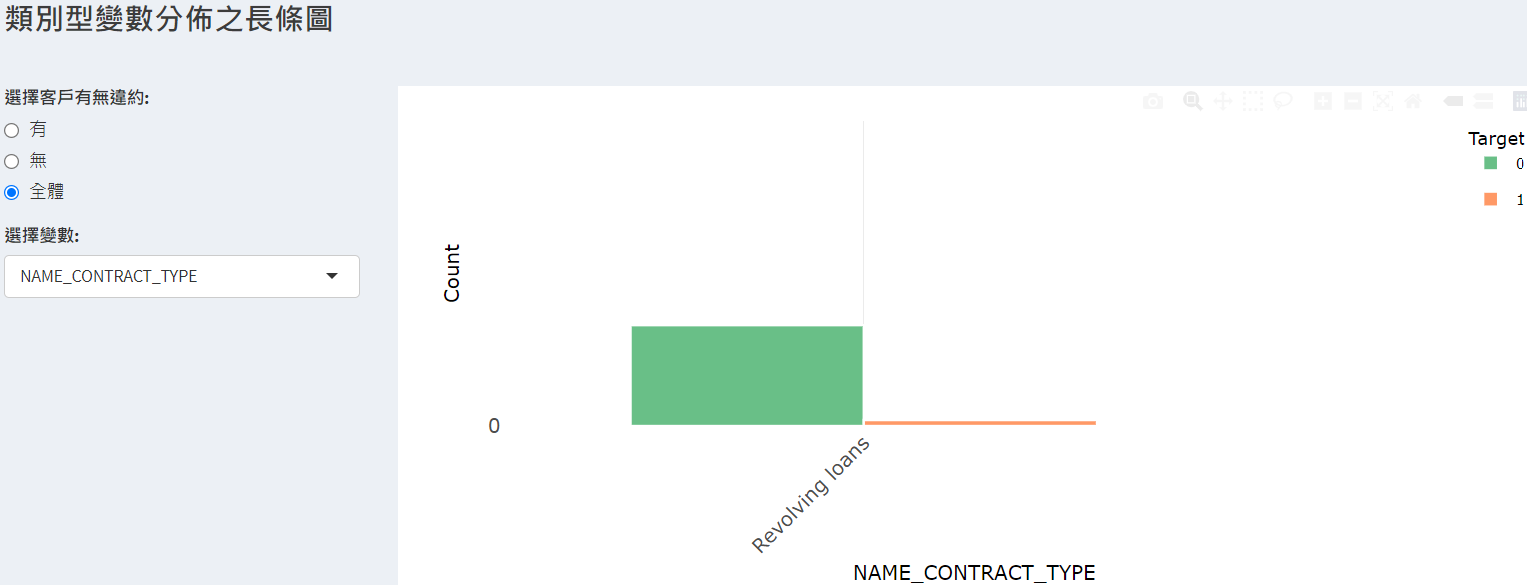 類別型變數分佈之長條圖
選擇客戶有無違約:
有
無
全體
選擇變數:
NAME_CONTRACT_TYPE
Target
0
1
Count
0
Revolving loans
NAME_CONTRACT_TYPE